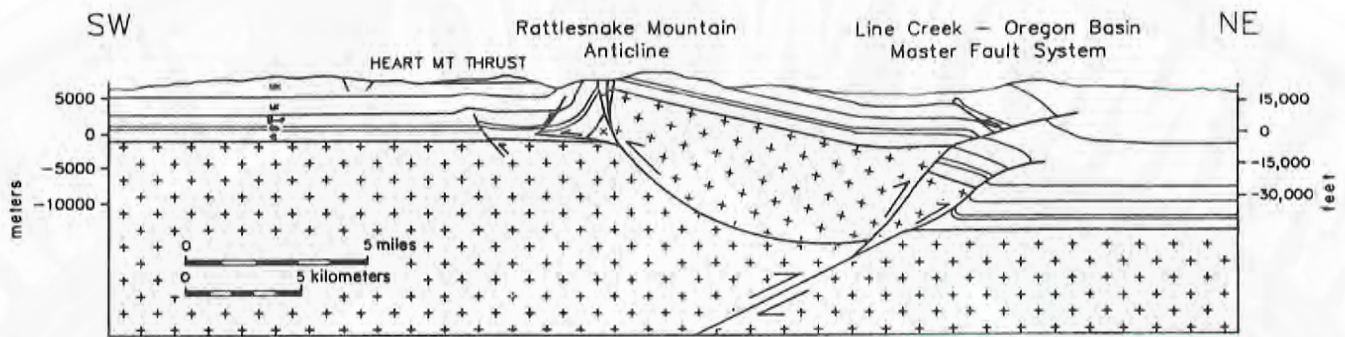 SW
Rattlesnake Mountain
Anticline
Line Creek – Oregon Basin
Master Fault System
NE
HEART MT THRUST
5000
0
-5000
-10000
meters
15,000
0
-15,000
-30,000
feet
0
5 miles
0
5 kilometers